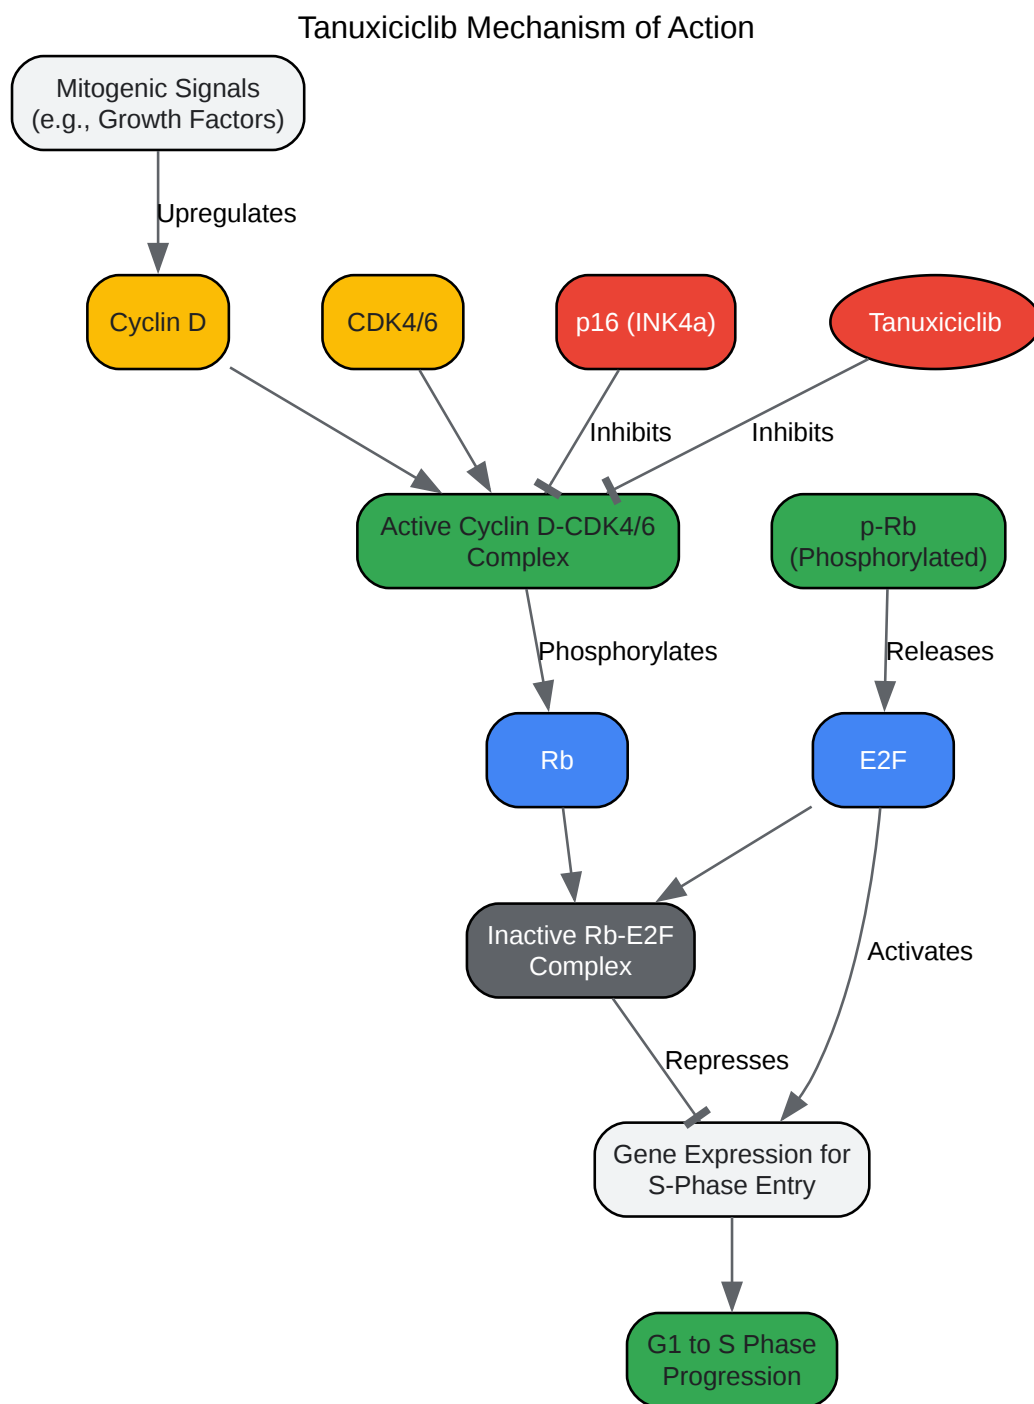 Tanuxiciclib Mechanism of Action
Mitogenic Signals
(e.g., Growth Factors)
Upregulates
Cyclin D
CDK4/6
p16 (INK4a)
Tanuxiciclib
Inhibits
Inhibits
Active Cyclin D-CDK4/6
Complex
p-Rb
(Phosphorylated)
Phosphorylates
Releases
Rb
E2F
Inactive Rb-E2F
Complex
Activates
Represses
Gene Expression for
S-Phase Entry
G1 to S Phase
Progression